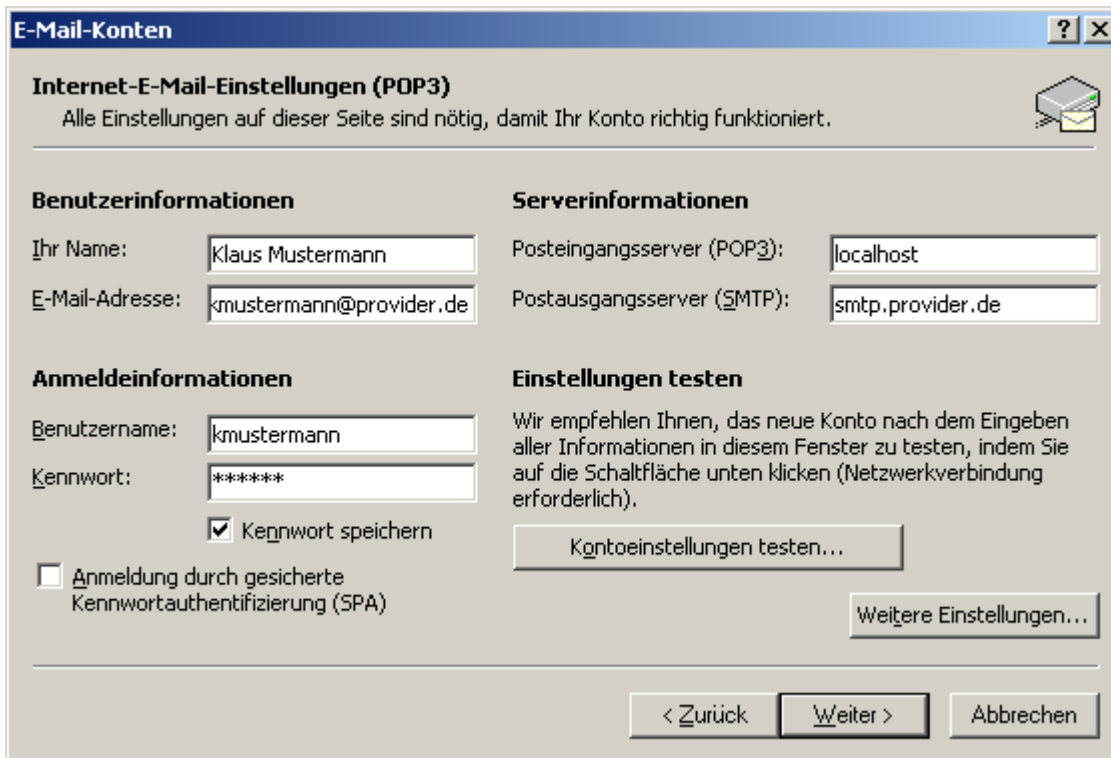 E-Mail-Konten
Internet-E-Mail-Einstellungen (POP3)
Alle Einstellungen auf dieser Seite sind nötig, damit Ihr Konto richtig funktioniert.
Benutzerinformationen
Ihr Name: Klaus Mustermann
E-Mail-Adresse: kmustermann@provider.de
Serverinformationen
Posteingangsserver (POP3): localhost
Postausgangsserver (SMTP): smtp.provider.de
Anmeldeinformationen
Benutzername: kmustermann
Kennwort: ******
Kennwort speichern
Anmeldung durch gesicherte
Kennwortauthentifizierung (SPA)
Einstellungen testen
Wir empfehlen Ihnen, das neue Konto nach dem Eingeben
aller Informationen in diesem Fenster zu testen, indem Sie
auf die Schaltfläche unten klicken (Netzwerkverbindung
erforderlich).
Kontoeinstellungen testen...
Weitere Einstellungen...
< Zurück Weiter > Abbrechen